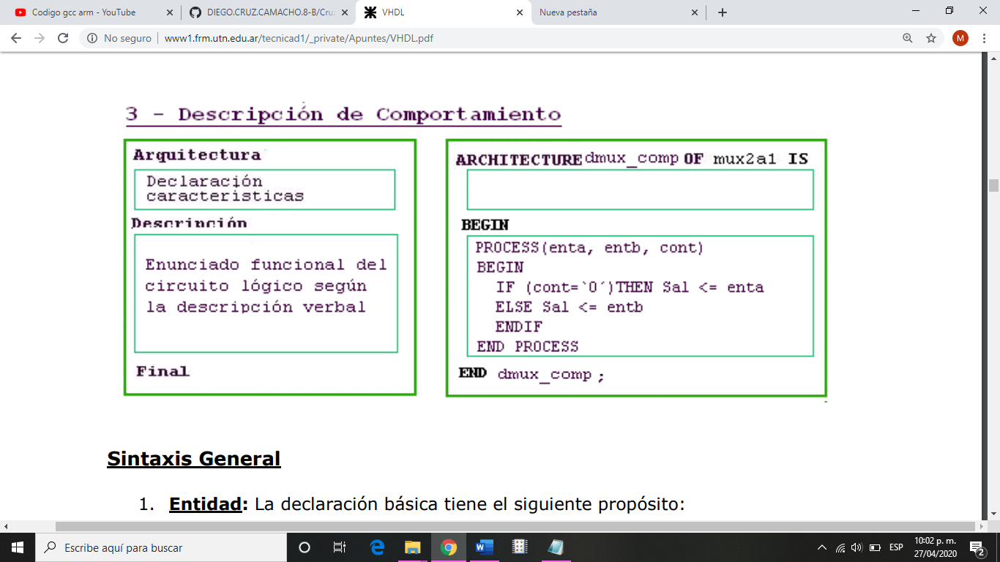 Codigo gcc arm - YouTube
DIEGO.CRUZ.CAMACHO.8-B/Cru
VHDL
Nueva pestaña
No seguro
www1.frm.utn.edu.ar/tecnicad1/_private/Apuntes/VHDL.pdf
M
3 - Descripción de Comportamiento
Arquitectura
Declaración
caracteristicas
Descripción
Enunciado funcional del
circuito lógico según
la descripción verbal
Final
ARCHITECTURE dmux_comp OF mux2a1 IS
BEGIN
PROCESS(enta, entb, cont)
BEGIN
IF (cont=`0´)THEN Sal <= enta
ELSE Sal <= entb
ENDIF
END PROCESS
END dmux_comp ;
Sintaxis General
1. Entidad: La declaración básica tiene el siguiente propósito:
Escribe aquí para buscar
ESP
10:02 p. m.
27/04/2020
2